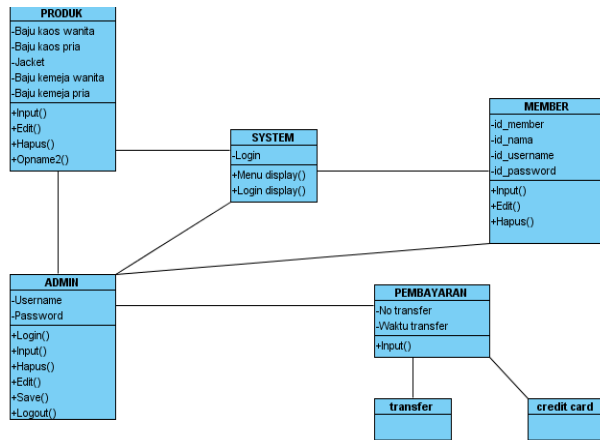 PRODUK
-Baju kaos wanita
-Baju kaos pria
-Jacket
-Baju kemeja wanita
-Baju kemeja pria
+Input()
+Edit()
+Hapus()
+Opname2()
SYSTEM
-Login
+Menu display()
+Login display()
MEMBER
-id_member
-id_nama
-id_username
-id_password
+Input()
+Edit()
+Hapus()
ADMIN
-Username
-Password
+Login()
+Input()
+Hapus()
+Edit()
+Save()
+Logout()
PEMBAYARAN
-No transfer
-Waktu transfer
+Input()
transfer
credit card